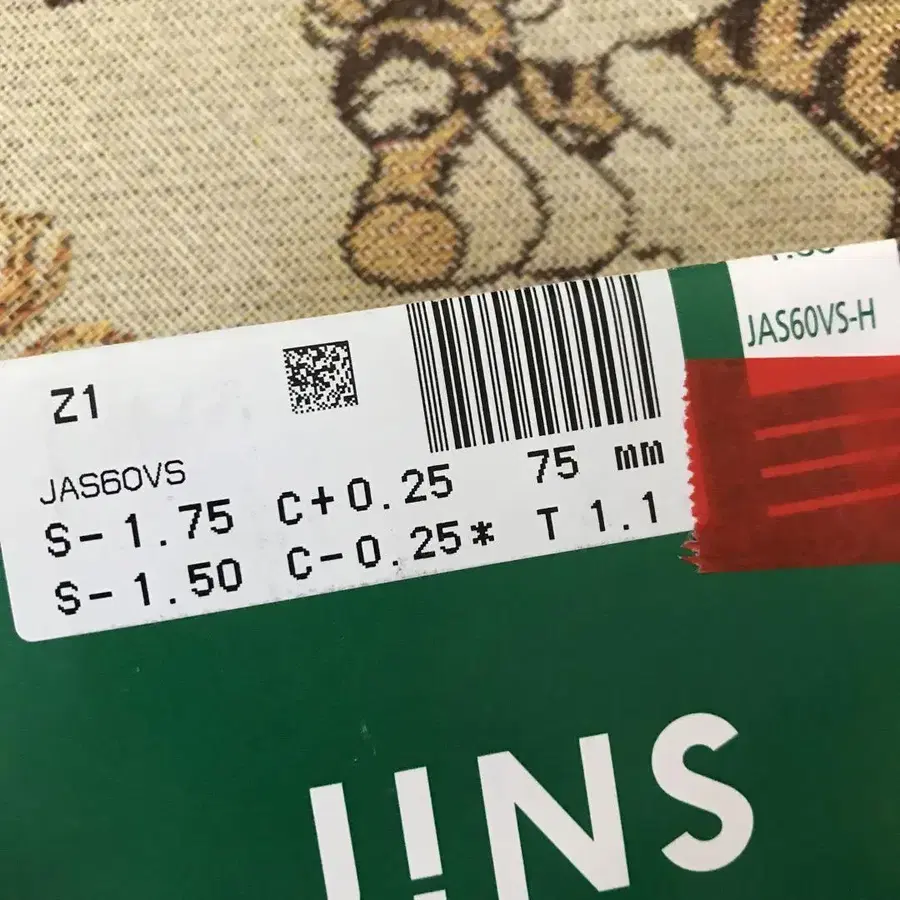 JAS60VS-H
Z1
JAS60VS
S-1.75 C+0.25 75 mm
S-1.50 C-0.25* T 1.1
JINS